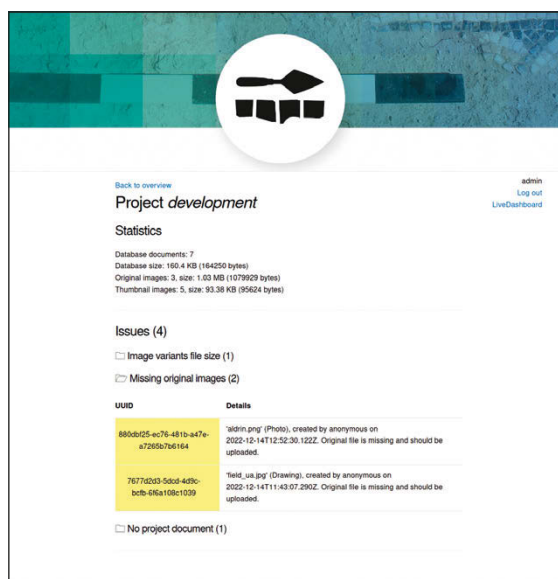 admin
Log out
LiveDashboard
Back to overview
Project development
Statistics
Database documents: 7
Database size: 160.4 KB (164250 bytes)
Original images: 3, size: 1.03 MB (1079929 bytes)
Thumbnail images: 5, size: 93.38 KB (95624 bytes)
Issues (4)
Image variants file size (1)
Missing original images (2)
UUID Details
880dbf25-ec76-481b-a47e-
a7265b7b6164
'aldrin.png' (Photo), created by anonymous on
2022-12-14T12:52:30.122Z. Original file is missing and should be
uploaded.
7677d2d3-5dcd-4d9c-
bcfb-6f6a108c1039
'field_ua.jpg' (Drawing), created by anonymous on
2022-12-14T11:43:07.290Z. Original file is missing and should be
uploaded.
No project document (1)